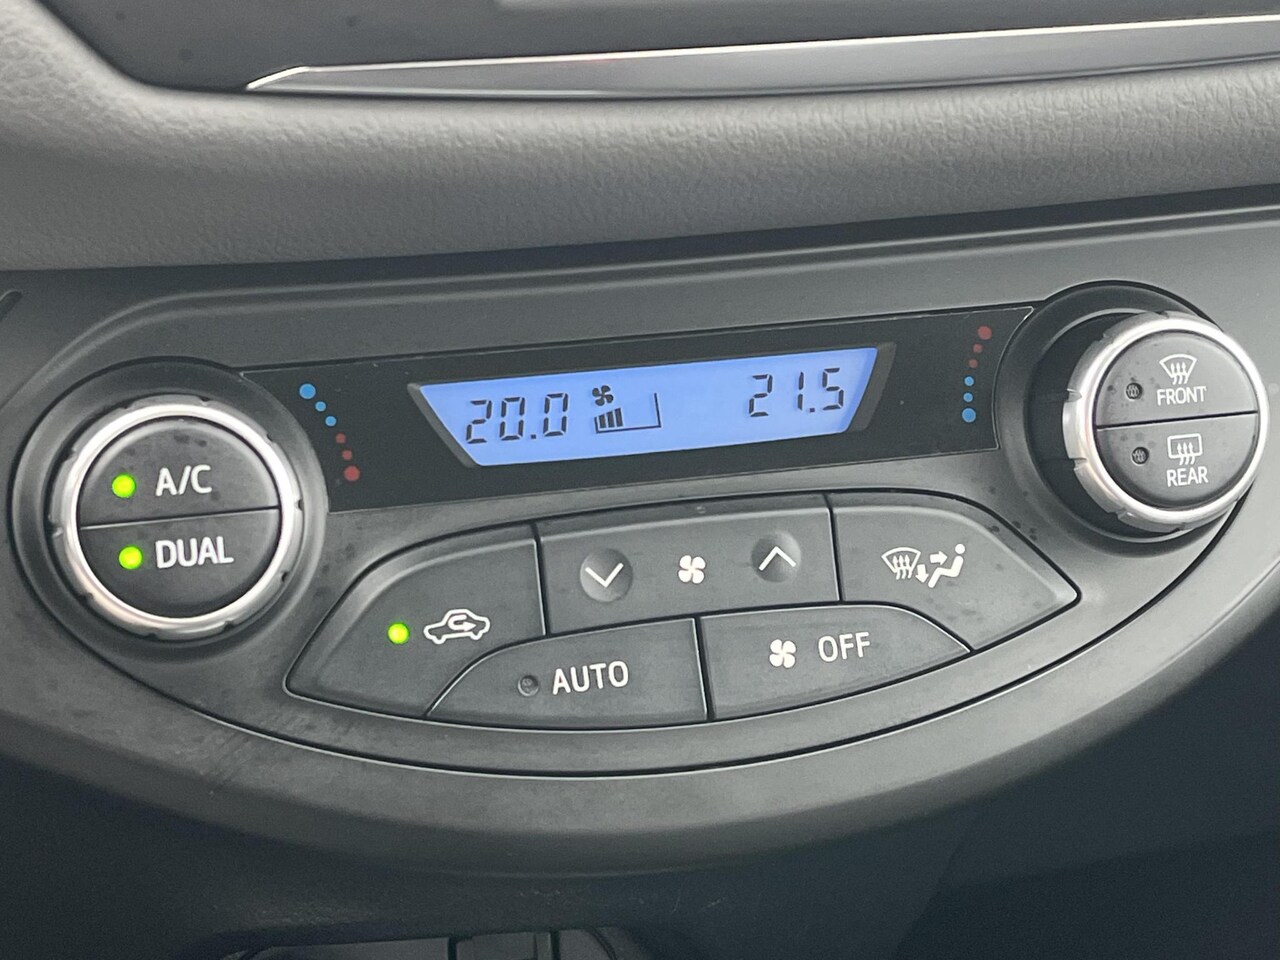 20.0 21.5
A/C
DUAL
FRONT
REAR
AUTO
OFF